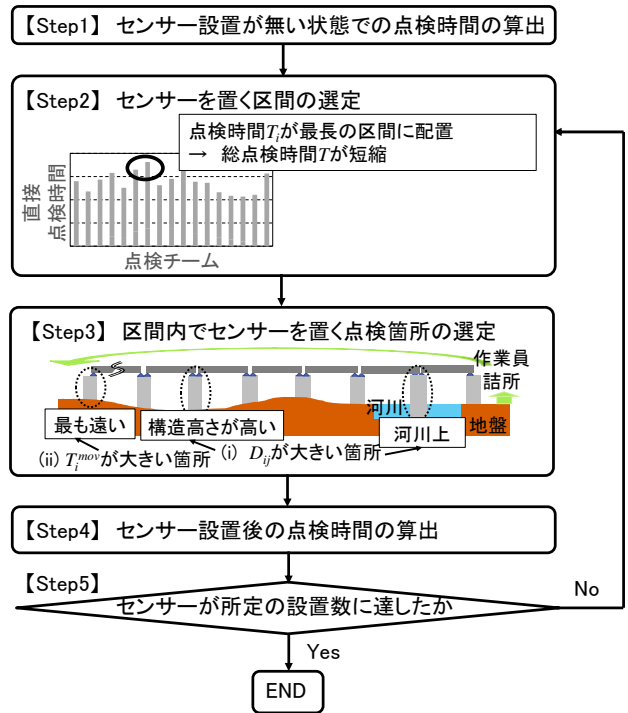 【Step1】 センサー設置が無い状態での点検時間の算出
【Step2】 センサーを置く区間の選定
点検時間Tiが最長の区間に配置
→ 総点検時間Tが短縮
直接
点検時間
点検チーム
【Step3】 区間内でセンサーを置く点検箇所の選定
作業員
詰所
河川
地盤
最も遠い
構造高さが高い
河川上
(ii) Ti^movが大きい箇所
(i) Dijが大きい箇所
【Step4】 センサー設置後の点検時間の算出
【Step5】
センサーが所定の設置数に達したか
No
Yes
END